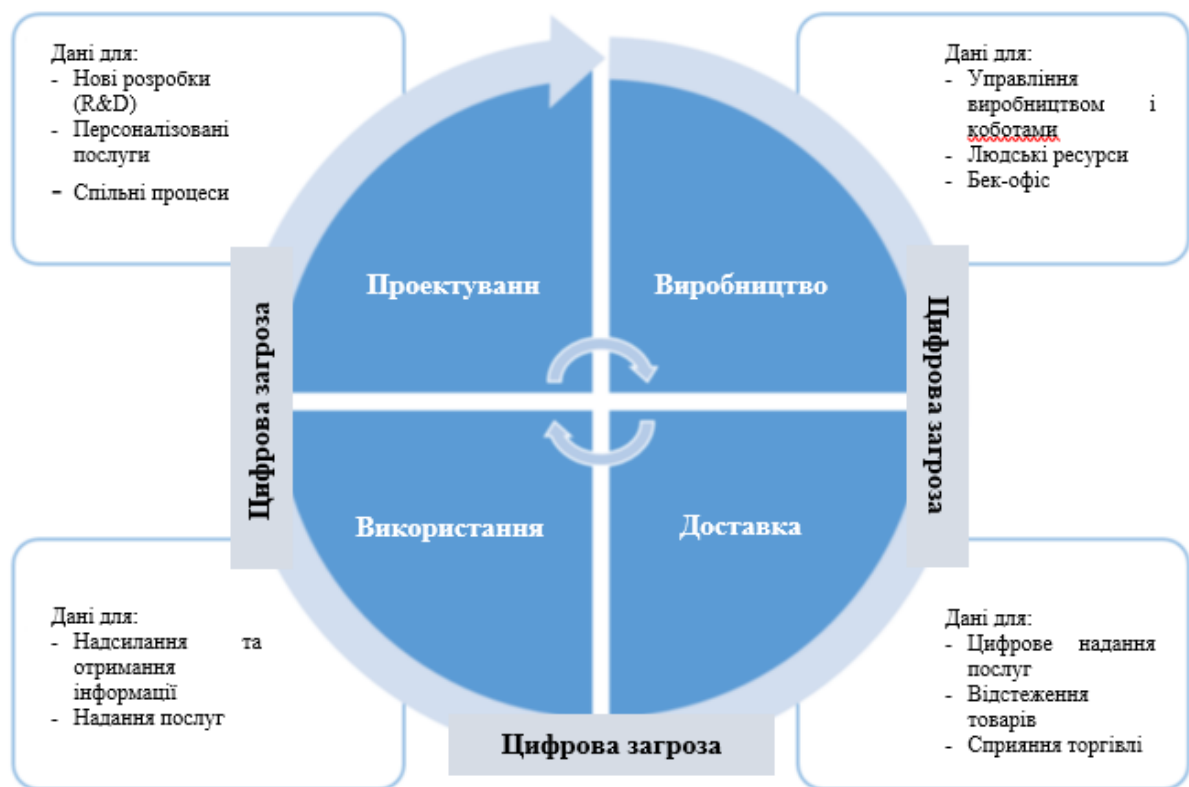 Дані для:
- Нові розробки
(R&D)
- Персоналізовані
послуги
- Спільні процеси
Дані для:
- Управління
виробництвом і
коботами
- Людські ресурси
- Бек-офіс
Проектуванн
Виробництво
Цифрова загроза
Цифрова загроза
Використання
Доставка
Дані для:
- Надсилання та
отримання
інформації
- Надання послуг
Дані для:
- Цифрове надання
послуг
- Відстеження
товарів
- Сприяння торгівлі
Цифрова загроза